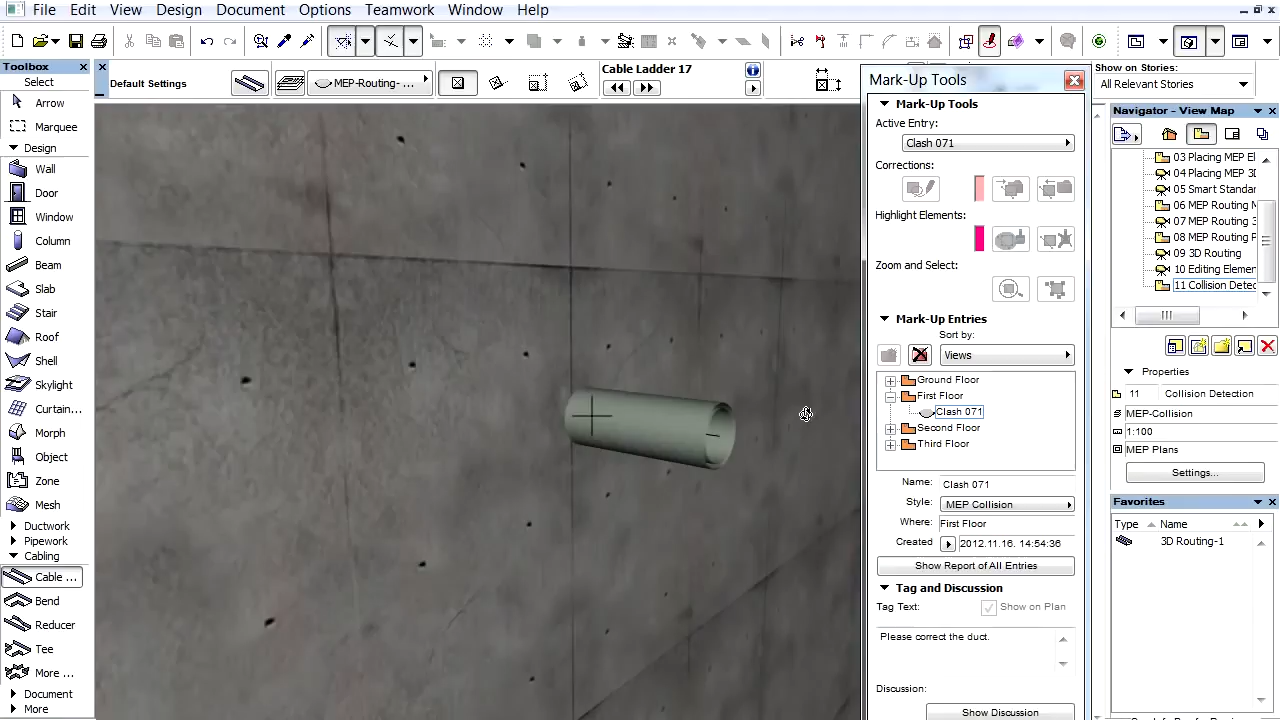 File Edit View Design Document Options Teamwork Window Help
Toolbox
Select
Arrow
Marquee
Design
Wall
Door
Window
Column
Beam
Slab
Stair
Roof
Shell
Skylight
Curtain...
Morph
Object
Zone
Mesh
Ductwork
Pipework
Cabling
Cable ...
Bend
Reducer
Tee
More ...
Document
More
Default Settings
MEP-Routing- ...
Cable Ladder 17
Mark-Up Tools
Mark-Up Tools
Active Entry:
Clash 071
Corrections:
Highlight Elements:
Zoom and Select:
Mark-Up Entries
Sort by:
Views
Ground Floor
First Floor
Clash 071
Second Floor
Third Floor
Name: Clash 071
Style: MEP Collision
Where: First Floor
Created 2012.11.16. 14:54:36
Show Report of All Entries
Tag and Discussion
Tag Text: Show on Plan
Please correct the duct.
Discussion:
Show Discussion
Show on Stories:
All Relevant Stories
Navigator - View Map
03 Placing MEP El
04 Placing MEP 3D
05 Smart Standar
06 MEP Routing M
07 MEP Routing 3
08 MEP Routing P
09 3D Routing
10 Editing Elemen
11 Collision Detec
Properties
11 Collision Detection
MEP-Collision
1:100
MEP Plans
Settings...
Favorites
Type Name
3D Routing-1